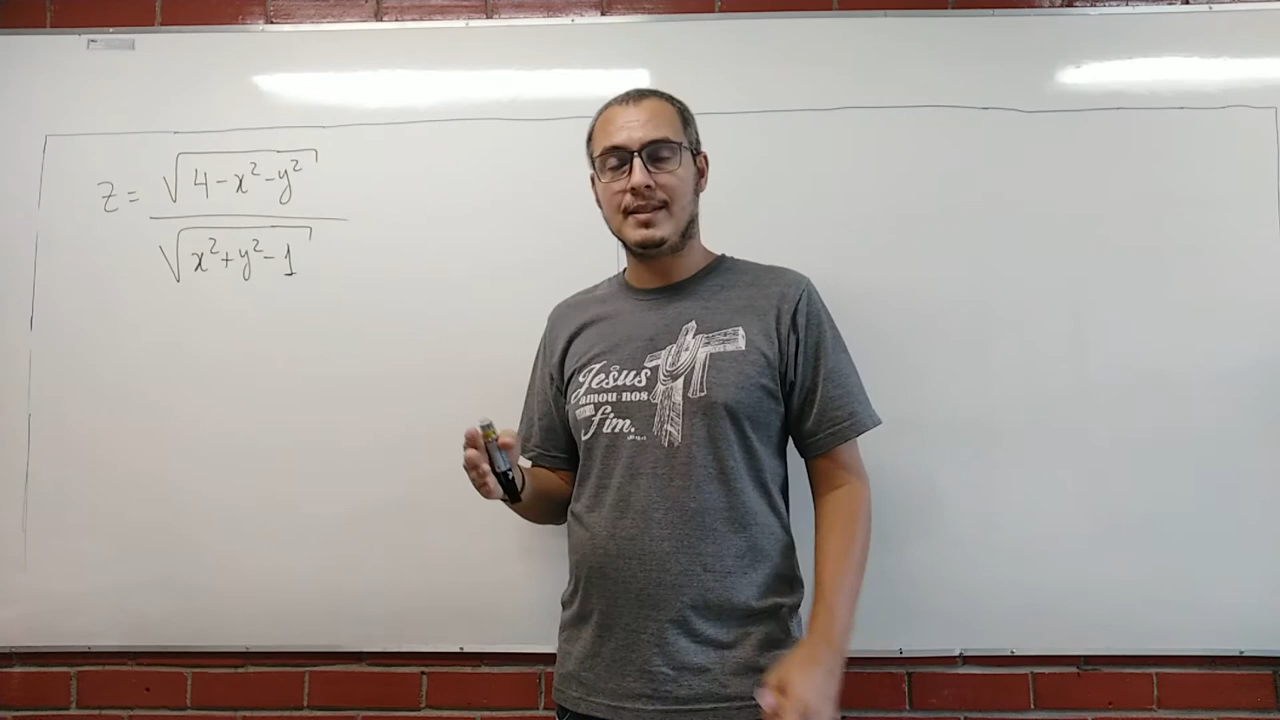 z = √(4-x²-y²)
√(x²+y²-1)
Jesus
amou-nos
fim.